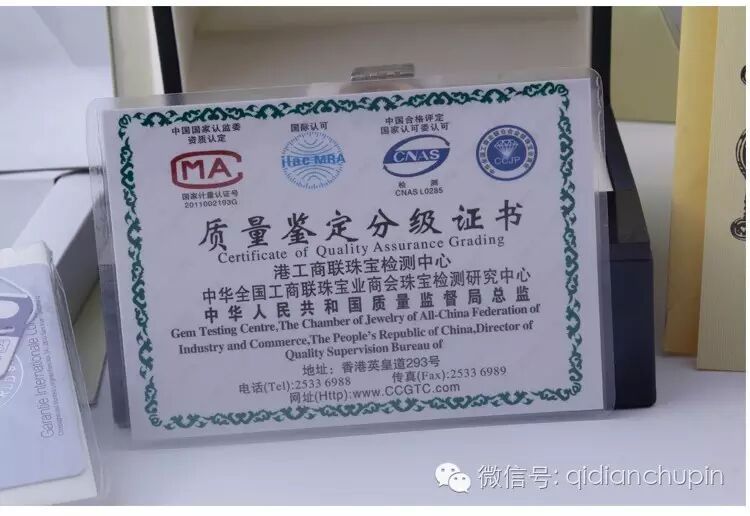 中国国家认监委
资质认定
MA
国家计量认证号
2011002193G
国际认可
ilac-MRA
中国合格评定
国家认可委认可
CNAS
检 测
CNAS L0285
CCJP
质量鉴定分级证书
Certificate of Quality Assurance Grading
港工商联珠宝检测中心
中华全国工商联珠宝业商会珠宝检测研究中心
中华人民共和国质量监督局总监
Gem Testing Centre,The Chamber of Jewelry of All-China Federation of
Industry and Commerce,The People's Republic of China,Director of
Quality Supervision Bureau of
地址: 香港英皇道293号
电话(Tel):2533 6988 传真(Fax):2533 6989
网址(Http):www.CCGTC.com
Garantie Internationale
微信号: qidianchupin